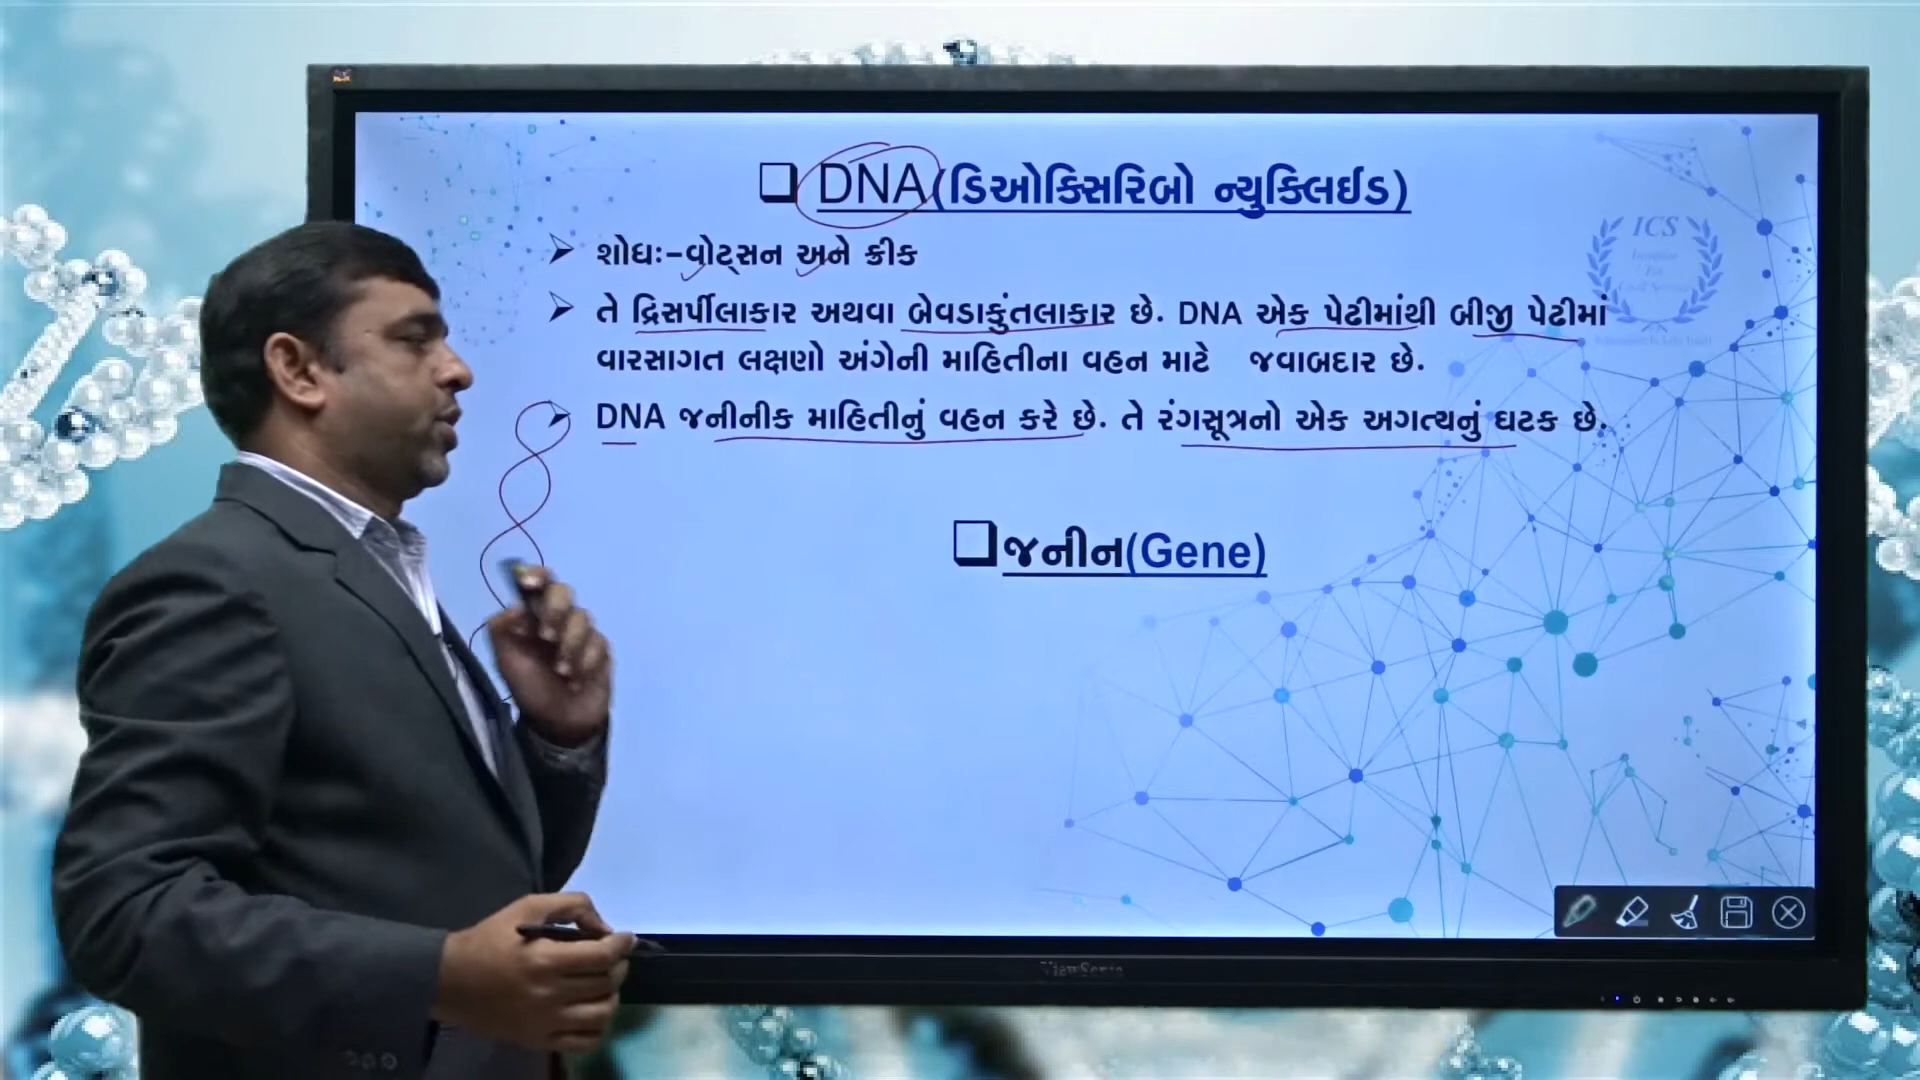 ❑ DNA(ડિઓક્સિરિબો ન્યુક્લિઈડ)
ICS
➢ શોધઃ-વોટ્સન અને ક્રીક
➢ તે દ્રિસર્પીલાકાર અથવા બેવડાકુંતલાકાર છે. DNA એક પેઢીમાંથી બીજી પેઢીમાં
વારસાગત લક્ષણો અંગેની માહિતીના વહન માટે જવાબદાર છે.
➢ DNA જનીનીક માહિતીનું વહન કરે છે. તે રંગસૂત્રનો એક અગત્યનું ઘટક છે.
❑જનીન(Gene)
ViewSonic